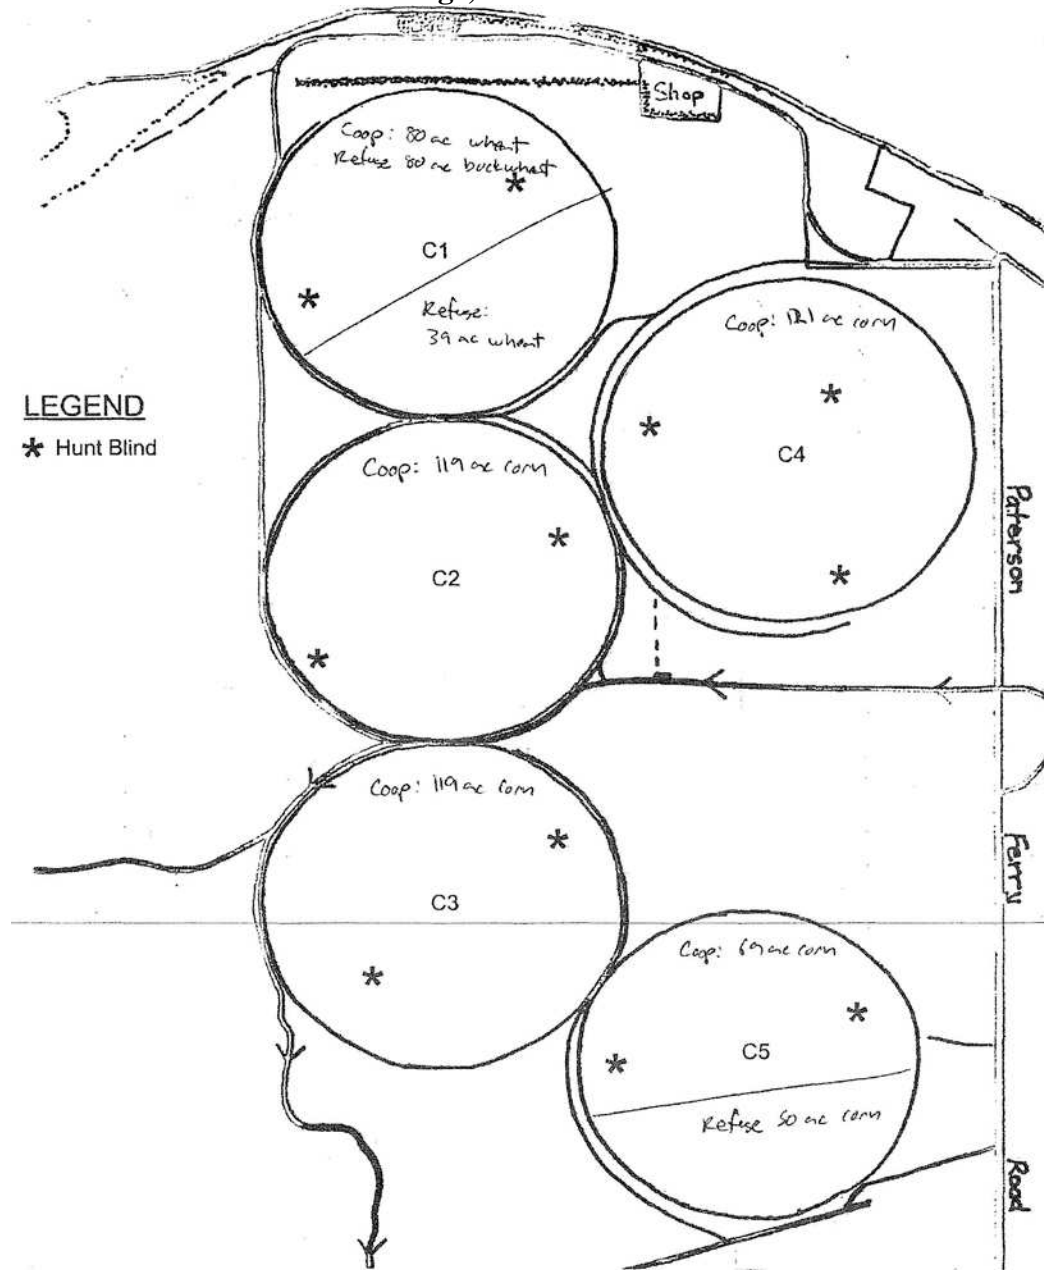 Shop
Coop: 80 ac wheat
Refuse 80 ac buckwheat
C1
Refuse:
39 ac wheat
Coop: 121 ac corn
C4
LEGEND
* Hunt Blind
Coop: 119 ac corn
C2
Paterson
Coop: 119 ac corn
C3
Ferry
Coop: 69 ac corn
C5
Refuse 50 ac corn
Road